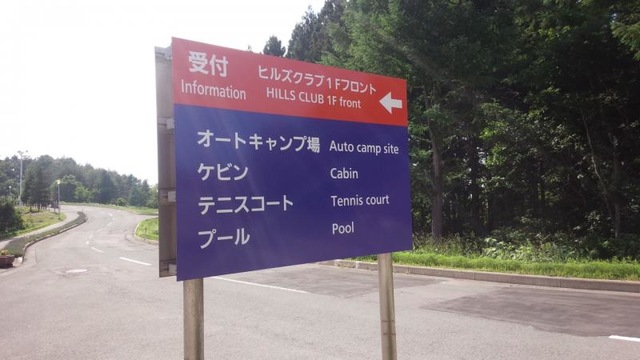 受付 ヒルズクラブ1Fフロント
Information HILLS CLUB 1F front
オートキャンプ場 Auto camp site
ケビン Cabin
テニスコート Tennis court
プール Pool